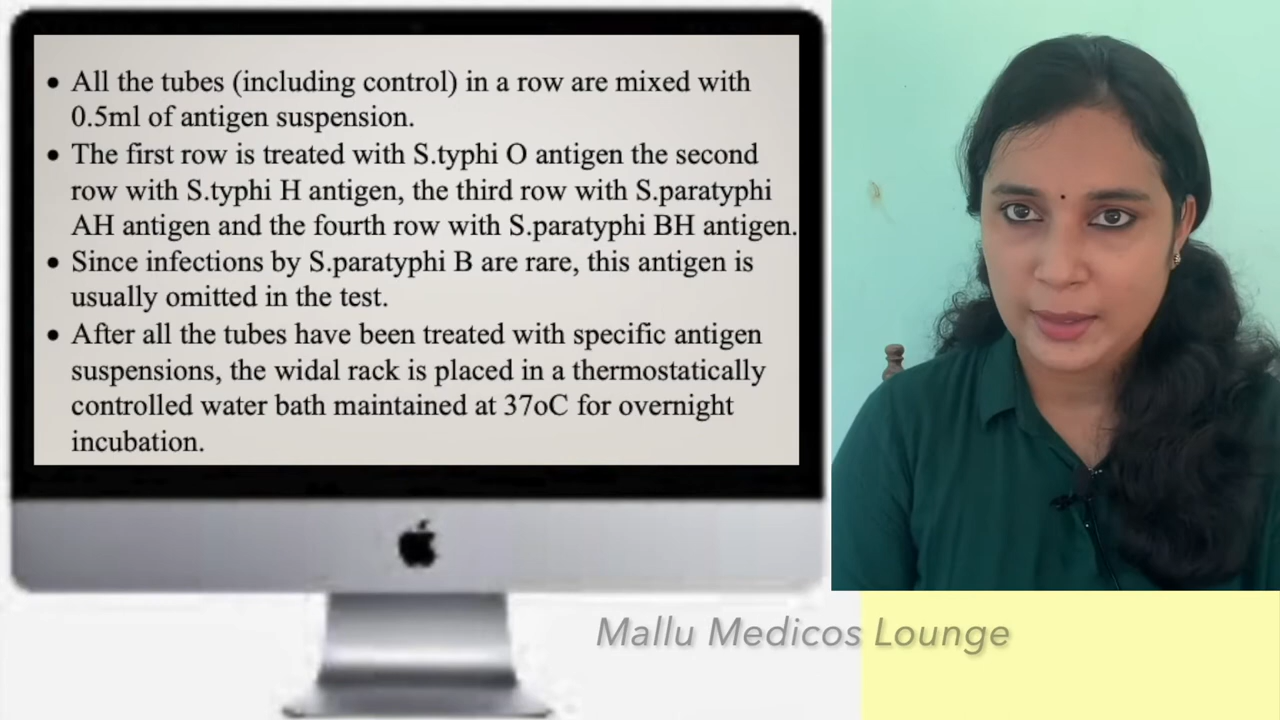 • All the tubes (including control) in a row are mixed with
0.5ml of antigen suspension.
• The first row is treated with S.typhi O antigen the second
row with S.typhi H antigen, the third row with S.paratyphi
AH antigen and the fourth row with S.paratyphi BH antigen.
• Since infections by S.paratyphi B are rare, this antigen is
usually omitted in the test.
• After all the tubes have been treated with specific antigen
suspensions, the widal rack is placed in a thermostatically
controlled water bath maintained at 37oC for overnight
incubation.
Mallu Medicos Lounge